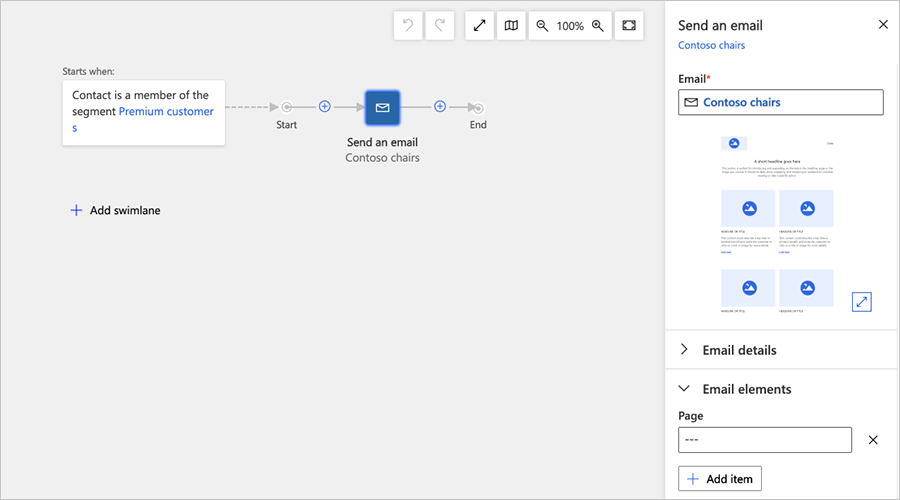 100%
Starts when:
Contact is a member of the
segment Premium customer
s
Start
Send an email
Contoso chairs
End
Add swimlane
Send an email
Contoso chairs
Email*
Contoso chairs
A short headline goes here
Email details
Email elements
Page
---
Add item